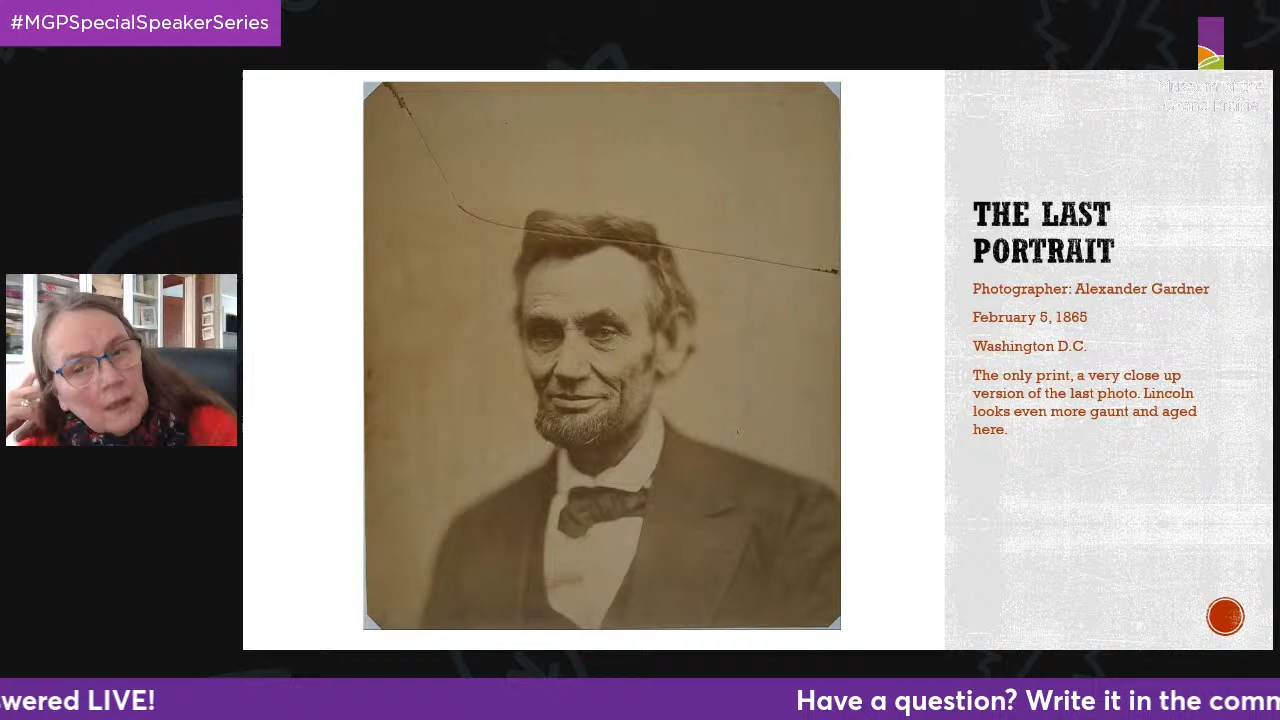 #MGPSpecialSpeakerSeries
THE LAST
PORTRAIT
Photographer: Alexander Gardner
February 5, 1865
Washington D.C.
The only print, a very close up
version of the last photo. Lincoln
looks even more gaunt and aged
here.
swered LIVE!
Have a question? Write it in the comm